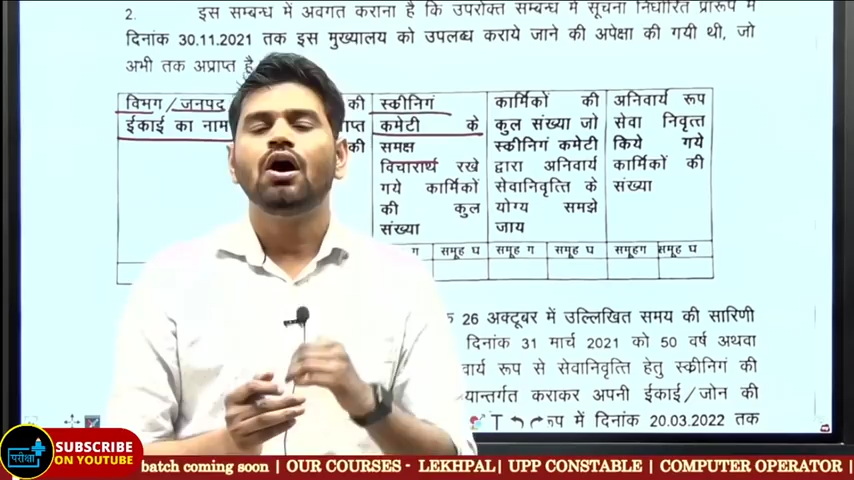 2. इस सम्बन्ध में अवगत कराना है कि उपरोक्त सम्बन्ध में सूचना निर्धारित प्रारूप में
दिनांक 30.11.2021 तक इस मुख्यालय को उपलब्ध कराये जाने की अपेक्षा की गयी थी, जो
अभी तक अप्राप्त है
विभाग/जनपद
ईकाई का नाम
की
की
स्कीनिगं
कमेटी के
समक्ष
विचारार्थ रखे
गये कार्मिकों
की कुल
संख्या
कार्मिकों की
कुल संख्या जो
स्कीनिगं कमेटी
द्वारा अनिवार्य
सेवानिवृत्ति के
योग्य समझे
जाय
अनिवार्य रूप
सेवा निवृत्त
किये गये
कार्मिकों की
संख्या
ग समूह घ समूह ग समूह घ समूहग समूह घ
26 अक्टूबर में उल्लिखित समय की सारिणी
दिनांक 31 मार्च 2021 को 50 वर्ष अथवा
रूप से सेवानिवृत्ति हेतु स्क्रीनिगं की
कराकर अपनी ईकाई/जोन की
में दिनांक 20.03.2022 तक
परीक्षा
SUBSCRIBE
ON YOUTUBE
batch coming soon | OUR COURSES - LEKHPAL| UPP CONSTABLE | COMPUTER OPERATOR |